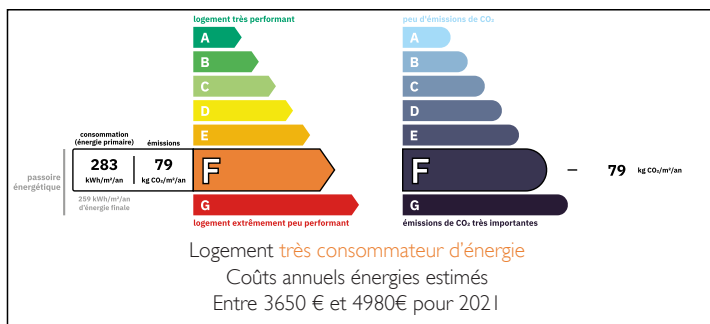 logement très performant
A
B
C
D
E
consommation
(énergie primaire)
émissions
283
kWh/m²/an
79
kg CO₂/m²/an
F
passoire
énergétique
259 kWh/m²/an
d'énergie finale
G
logement extrêmement peu performant
peu d'émissions de CO₂
A
B
C
D
E
F
79 kg CO₂/m²/an
G
émissions de CO₂ très importantes
Logement très consommateur d'énergie
Coûts annuels énergies estimés
Entre 3650 € et 4980€ pour 2021